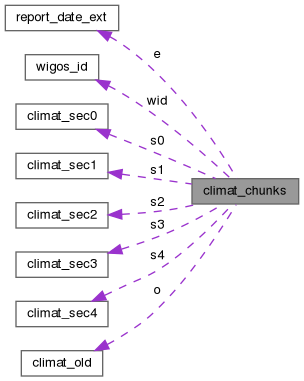 report_date_ext
e
wigos_id
wid
climat_sec0
s0
climat_sec1
s1
climat_chunks
climat_sec2
s2
s3
climat_sec3
s4
climat_sec4
o
climat_old